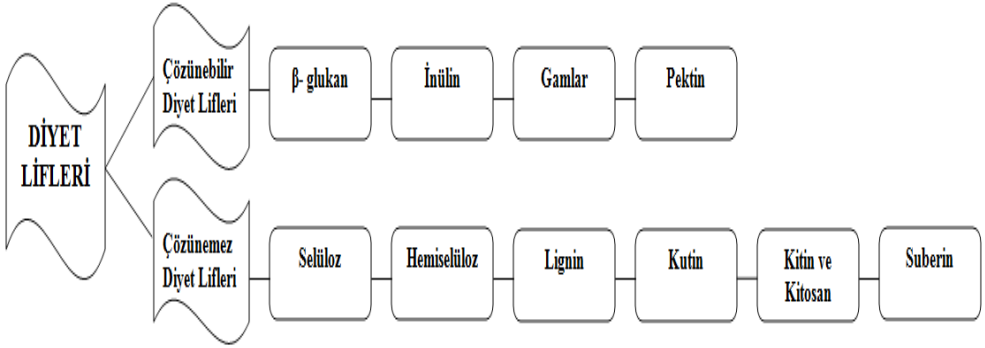 DİYET
LİFLERİ
Çözünebilir
Diyet Lifleri
β- glukan
İnülin
Gamlar
Pektin
Çözünemez
Diyet Lifleri
Selüloz
Hemiselüloz
Lignin
Kutin
Kitin ve
Kitosan
Suberin